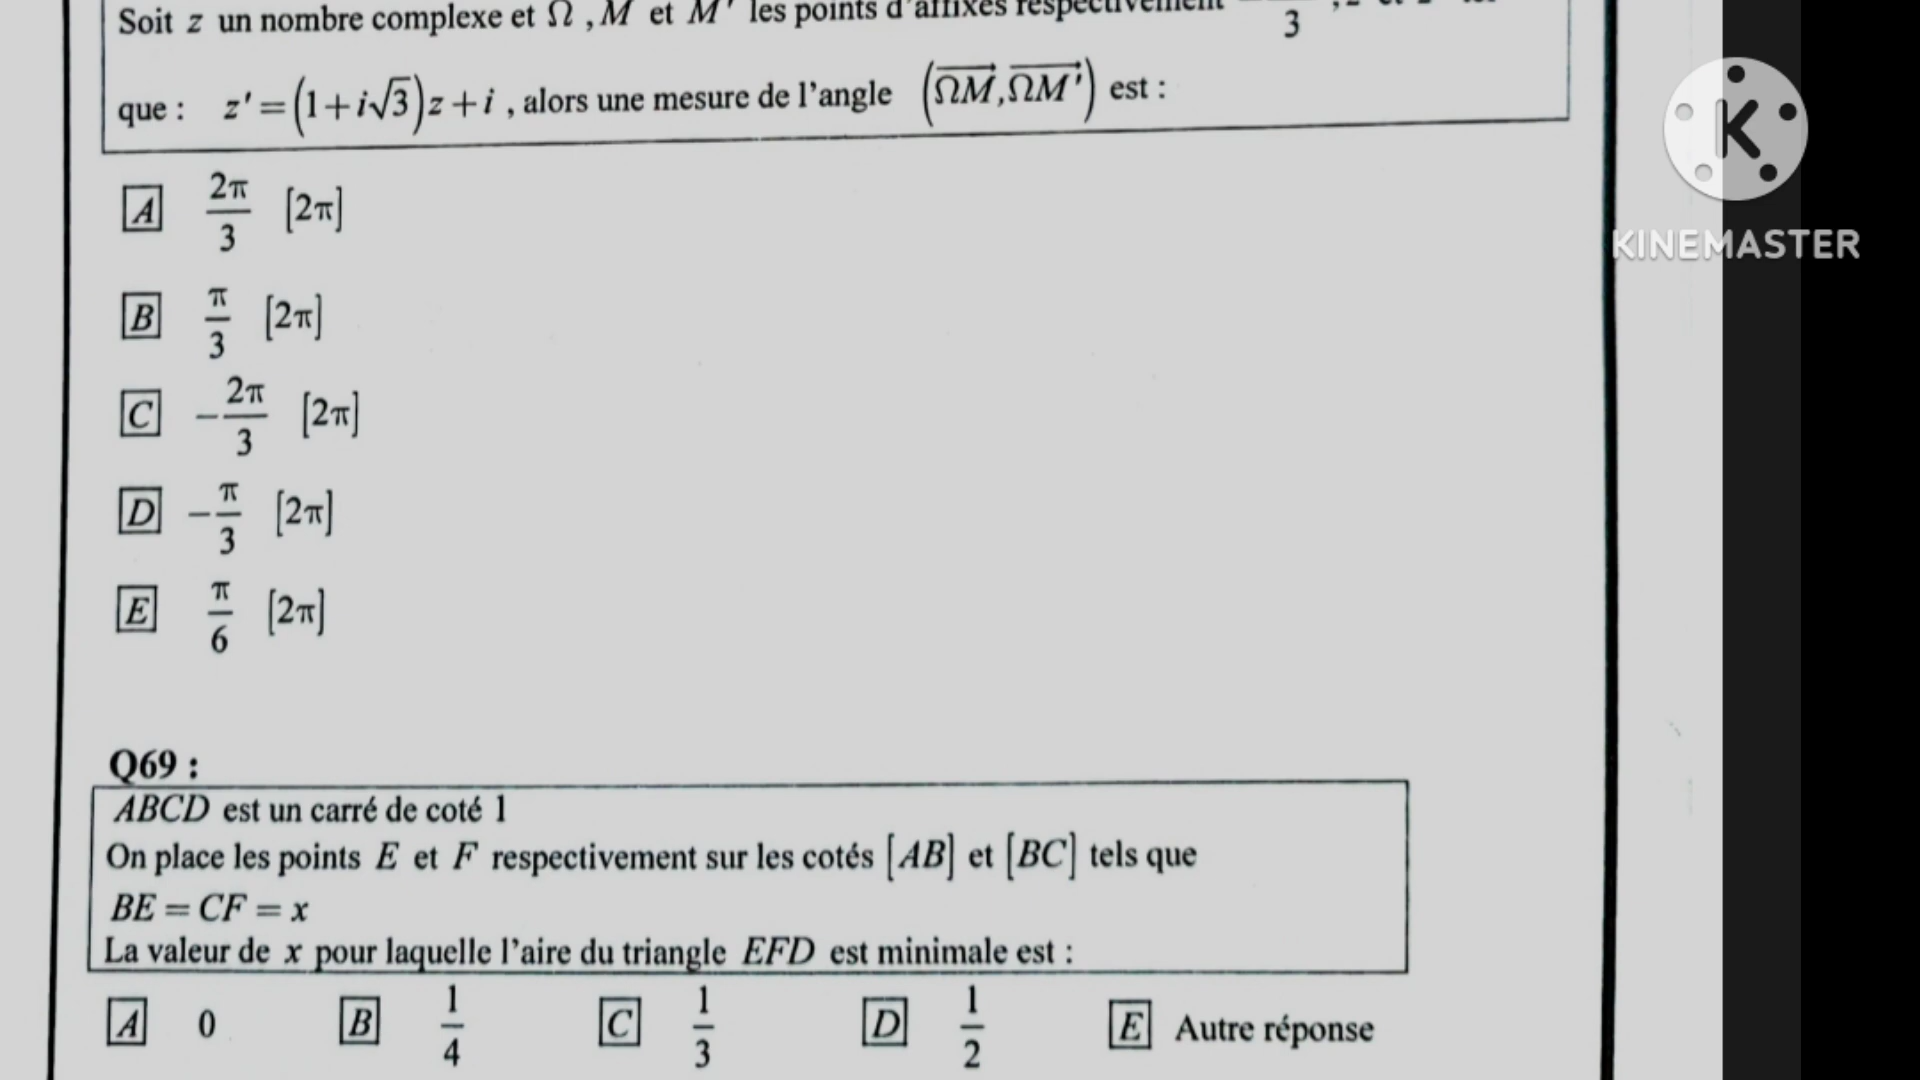 Soit z un nombre complexe et Ω , M et M' les points d'affixes respectivement
3
que : z' = (1+i√3)z + i , alors une mesure de l'angle (ΩM, ΩM') est :
A 2π/3 [2π]
B π/3 [2π]
C -2π/3 [2π]
D -π/3 [2π]
E π/6 [2π]
K
KINEMASTER
Q69 :
ABCD est un carré de coté 1
On place les points E et F respectivement sur les cotés [AB] et [BC] tels que
BE = CF = x
La valeur de x pour laquelle l'aire du triangle EFD est minimale est :
A 0 B 1/4 C 1/3 D 1/2 E Autre réponse